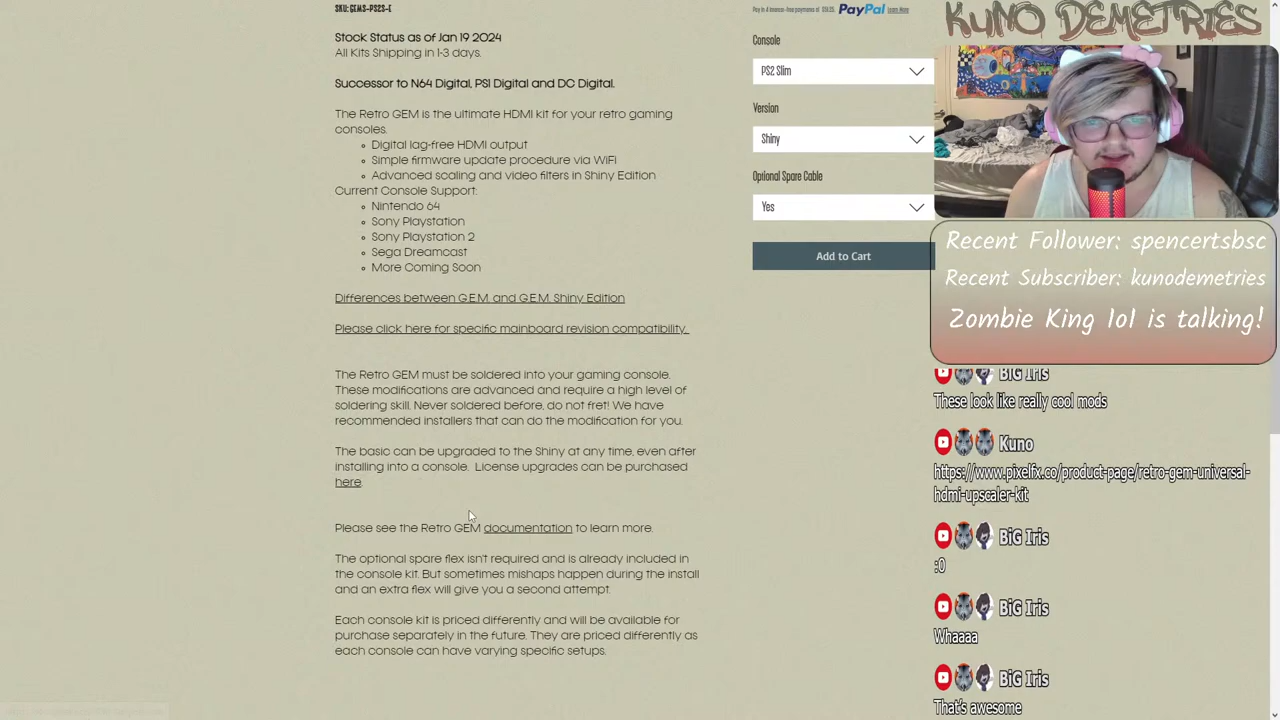 SKU: GEMS-PS2S-E
Stock Status as of Jan 19 2024
All Kits Shipping in 1-3 days.
Successor to N64 Digital, PS1 Digital and DC Digital.
The Retro GEM is the ultimate HDMI kit for your retro gaming
consoles.
Digital lag-free HDMI output
Simple firmware update procedure via WiFi
Advanced scaling and video filters in Shiny Edition
Current Console Support:
Nintendo 64
Sony Playstation
Sony Playstation 2
Sega Dreamcast
More Coming Soon
Differences between G.E.M. and G.E.M. Shiny Edition
Please click here for specific mainboard revision compatibility.
The Retro GEM must be soldered into your gaming console.
These modifications are advanced and require a high level of
soldering skill. Never soldered before, do not fret! We have
recommended installers that can do the modification for you.
The basic can be upgraded to the Shiny at any time, even after
installing into a console. License upgrades can be purchased
here
Please see the Retro GEM documentation to learn more.
The optional spare flex isn't required and is already included in
the console kit. But sometimes mishaps happen during the install
and an extra flex will give you a second attempt.
Each console kit is priced differently and will be available for
purchase separately in the future. They are priced differently as
each console can have varying specific setups.
PayPal Learn More
Console
PS2 Slim
Version
Shiny
Optional Spare Cable
Yes
Add to Cart
KUNO DEMETRIES
Recent Follower: spencertsbsc
Recent Subscriber: kunodemetries
Zombie King lol is talking!
BiG Iris
These look like really cool mods
Kuno
https://www.pixelfx.co/product-page/retro-gem-universal-
hdmi-upscaler-kit
BiG Iris
:0
BiG Iris
Whaaaa
BiG Iris
That's awesome